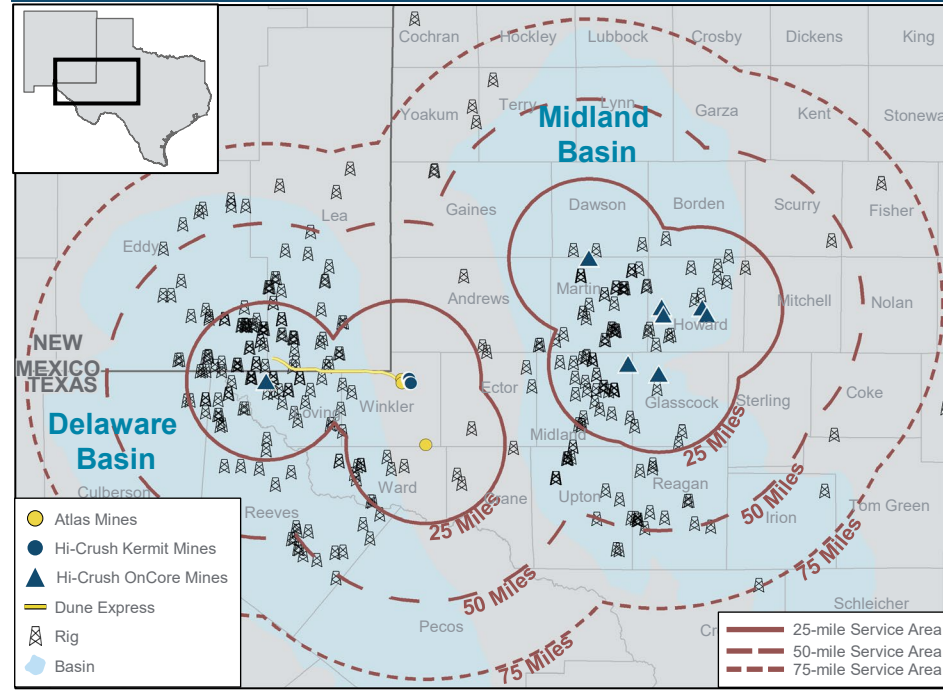 Cochran
Hockley
Lubbock
Crosby
Dickens
King
Yoakum
Terry
Lynn
Garza
Kent
Midland
Basin
Lea
Gaines
Dawson
Borden
Scurry
Fisher
Eddy
Andrews
Martin
Howard
Mitchell
Nolan
NEW
MEXICO
TEXAS
Loving
Winkler
Ector
Glasscock
Sterling
Coke
Delaware
Basin
Midland
25 Miles
Culberson
Reeves
Ward
Crane
Upton
Reagan
Irion
Tom Green
25 Miles
50 Miles
75 Miles
50 Miles
Schleicher
Pecos
75 Miles
Atlas Mines
Hi-Crush Kermit Mines
Hi-Crush OnCore Mines
Dune Express
Rig
Basin
25-mile Service Area
50-mile Service Area
75-mile Service Area